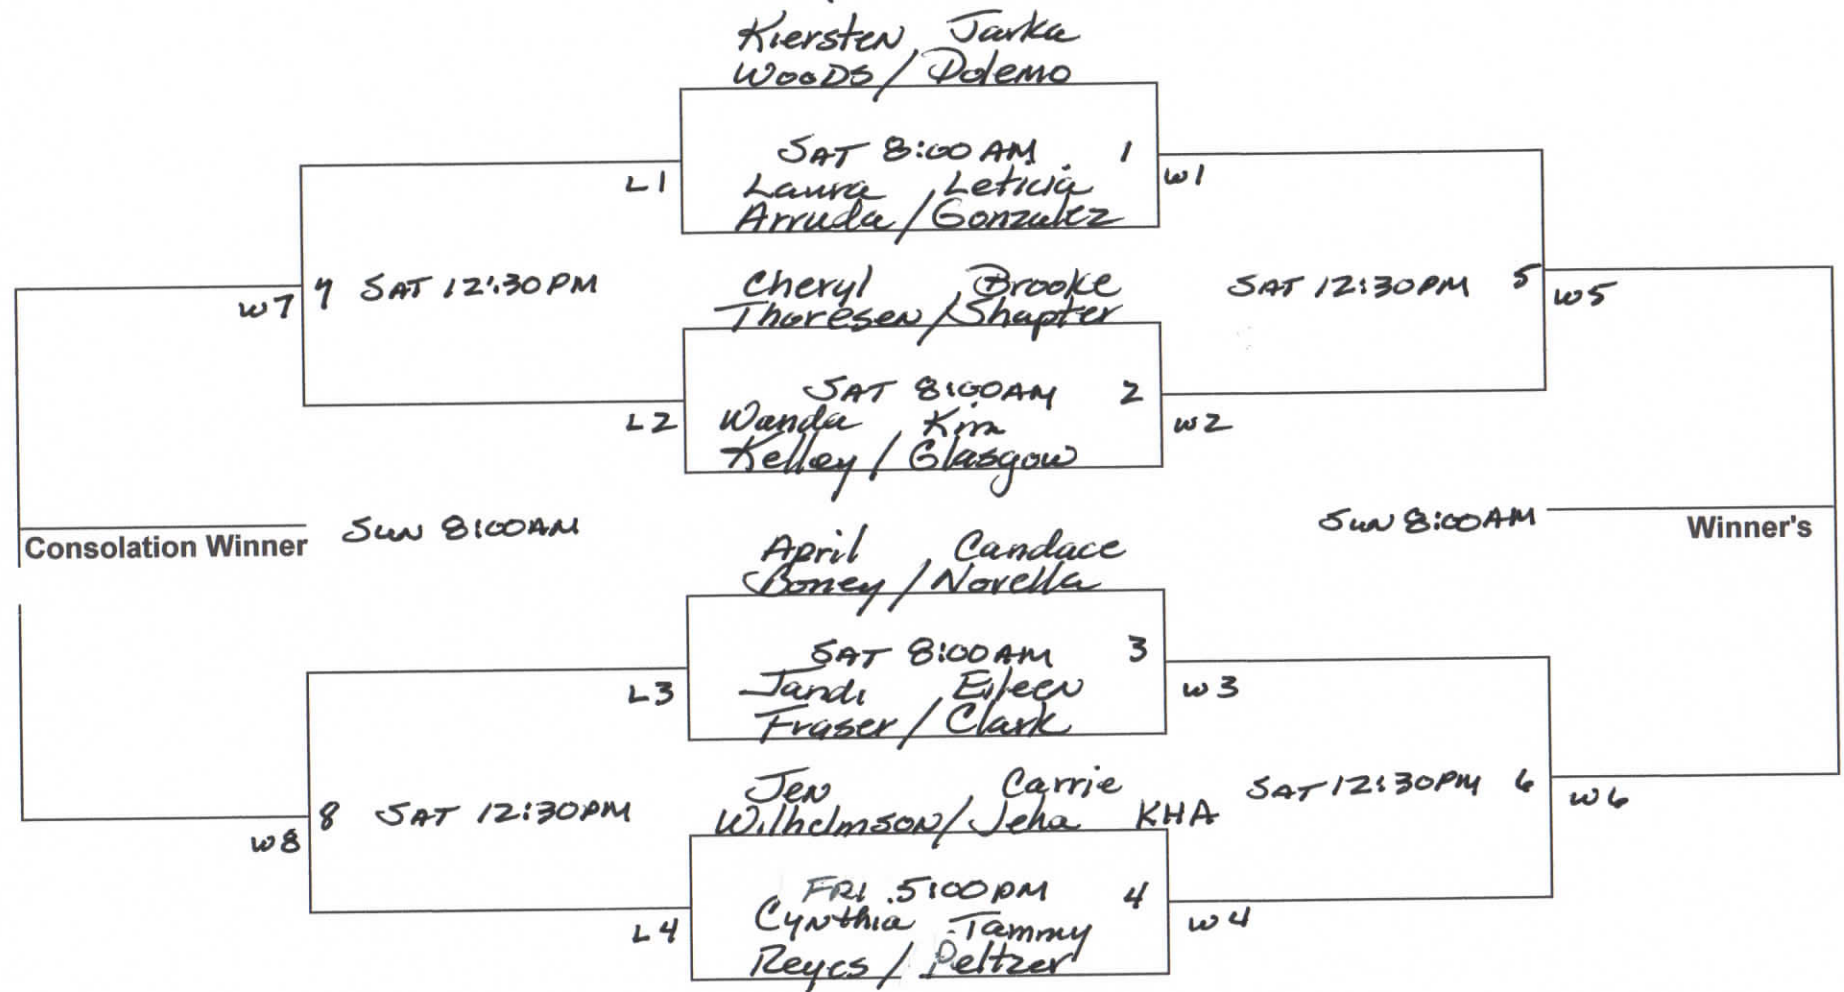 Kiersten Jarka
Woods / Dolemo
SAT 8:00 AM 1
L1
W1
Laura Leticia
Arruda / Gonzalez
W7
7 SAT 12:30PM
Cheryl Brooke
Thoresen / Shapter
SAT 12:30PM 5
W5
SAT 8:00AM 2
L2
W2
Wanda Kim
Kelley / Glasgow
Consolation Winner
SUN 8:00AM
SUN 8:00AM
Winner's
April Candace
Boney / Novella
SAT 8:00AM 3
L3
W3
Jandi Eileen
Fraser / Clark
W8
8 SAT 12:30PM
Jen Carrie
Wilhelmson / Jeha KHA
SAT 12:30PM 6
W6
FRI 5:00PM 4
L4
W4
Cynthia Tammy
Reyes / Peltzer